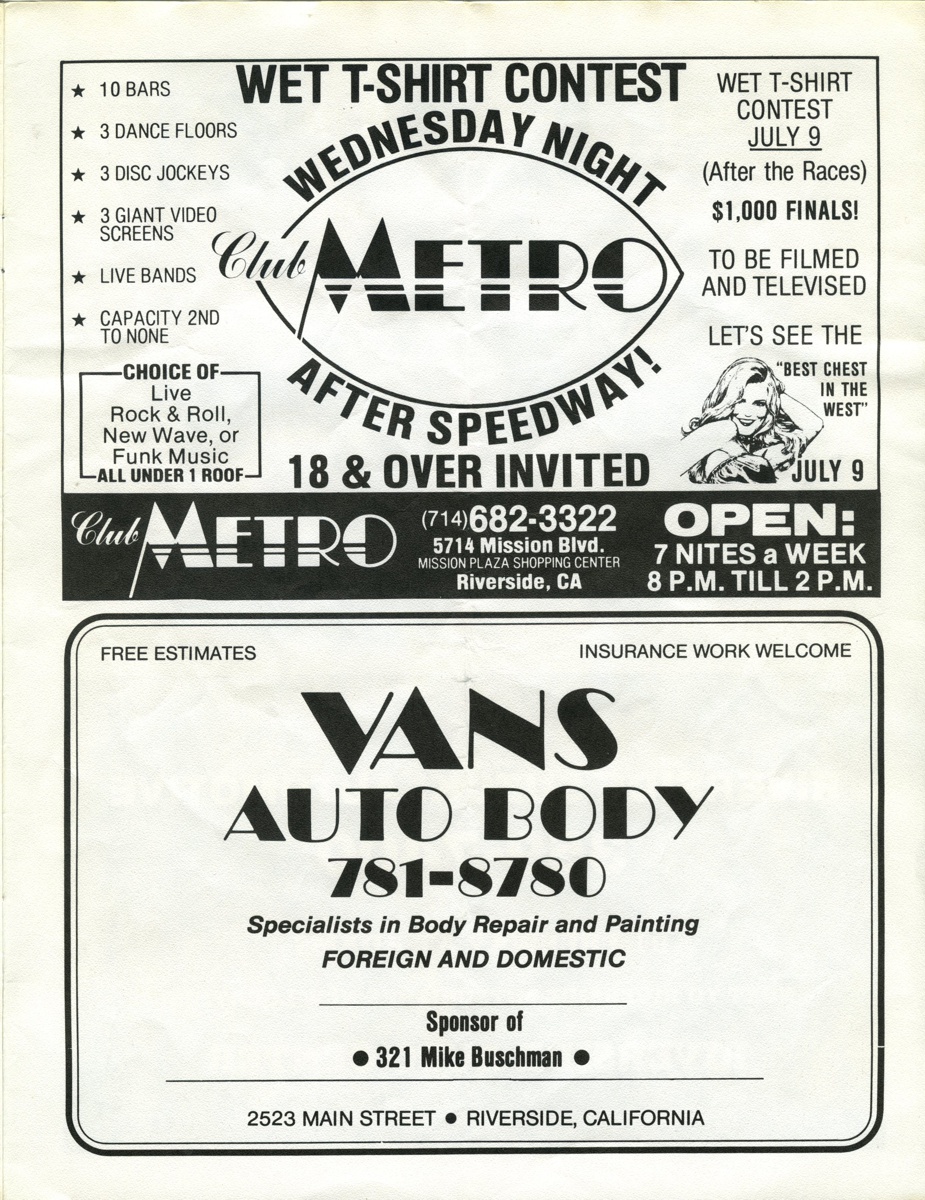 WET T-SHIRT CONTEST
★ 10 BARS
★ 3 DANCE FLOORS
★ 3 DISC JOCKEYS
★ 3 GIANT VIDEO
SCREENS
★ LIVE BANDS
★ CAPACITY 2ND
TO NONE
CHOICE OF
Live
Rock & Roll,
New Wave, or
Funk Music
ALL UNDER 1 ROOF
WEDNESDAY NIGHT
Club METRO
AFTER SPEEDWAY!
18 & OVER INVITED
WET T-SHIRT
CONTEST
JULY 9
(After the Races)
$1,000 FINALS!
TO BE FILMED
AND TELEVISED
LET'S SEE THE
"BEST CHEST
IN THE
WEST"
JULY 9
Club METRO
(714)682-3322
5714 Mission Blvd.
MISSION PLAZA SHOPPING CENTER
Riverside, CA
OPEN:
7 NITES a WEEK
8 P.M. TILL 2 P.M.
FREE ESTIMATES
INSURANCE WORK WELCOME
VANS
AUTO BODY
781-8780
Specialists in Body Repair and Painting
FOREIGN AND DOMESTIC
Sponsor of
● 321 Mike Buschman ●
2523 MAIN STREET ● RIVERSIDE, CALIFORNIA